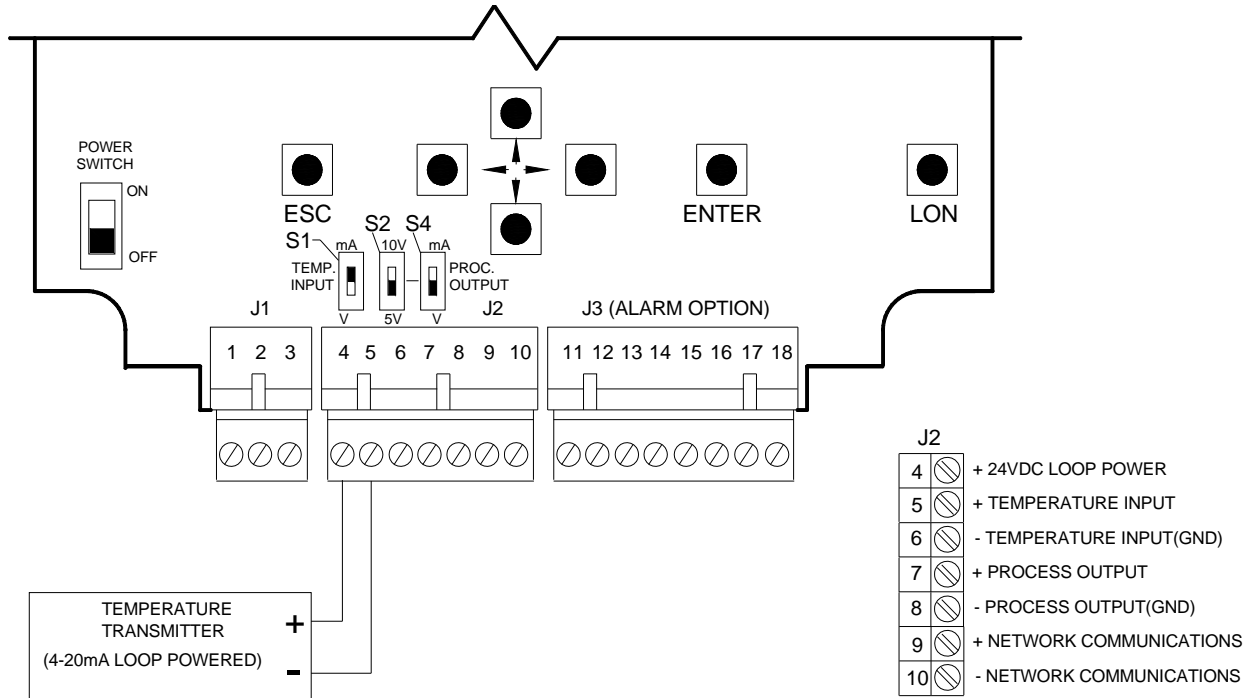 POWER
SWITCH
ON
OFF
ESC
ENTER
LON
S1
S2
S4
mA
10V
mA
TEMP.
INPUT
PROC.
OUTPUT
V
5V
V
J1
J2
J3 (ALARM OPTION)
1 2 3
4 5 6 7 8 9 10
11 12 13 14 15 16 17 18
TEMPERATURE
TRANSMITTER
(4-20mA LOOP POWERED)
+
-
J2
4 + 24VDC LOOP POWER
5 + TEMPERATURE INPUT
6 - TEMPERATURE INPUT(GND)
7 + PROCESS OUTPUT
8 - PROCESS OUTPUT(GND)
9 + NETWORK COMMUNICATIONS
10 - NETWORK COMMUNICATIONS